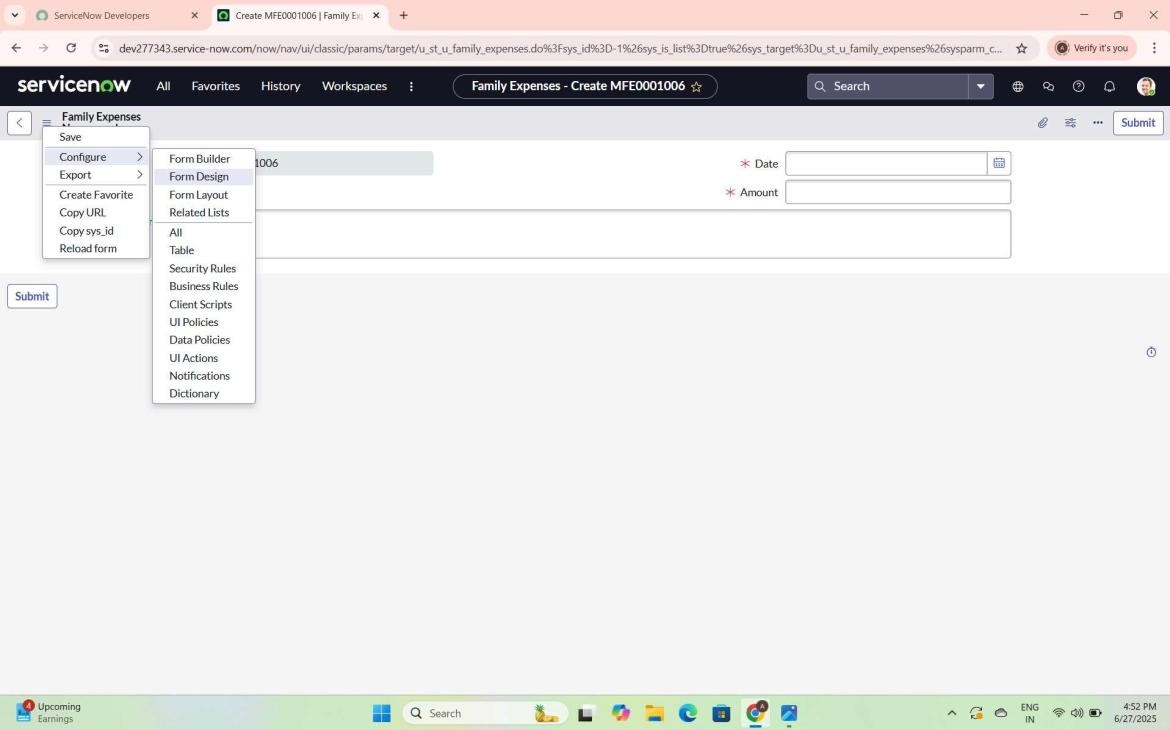 ServiceNow Developers
Create MFE0001006 | Family Ex
dev277343.service-now.com/now/nav/ui/classic/params/target/u_st_u_family_expenses.do%3Fsys_id%3D-1%26sys_is_list%3Dtrue%26sys_target%3Du_st_u_family_expenses%26sysparm_c...
Verify it's you
servicenow
All
Favorites
History
Workspaces
Family Expenses - Create MFE0001006
Search
Family Expenses
Submit
Save
Configure
Export
Create Favorite
Copy URL
Copy sys_id
Reload form
Form Builder
Form Design
Form Layout
Related Lists
All
Table
Security Rules
Business Rules
Client Scripts
UI Policies
Data Policies
UI Actions
Notifications
Dictionary
1006
* Date
* Amount
Submit
4
Upcoming
Earnings
Search
ENG
IN
4:52 PM
6/27/2025